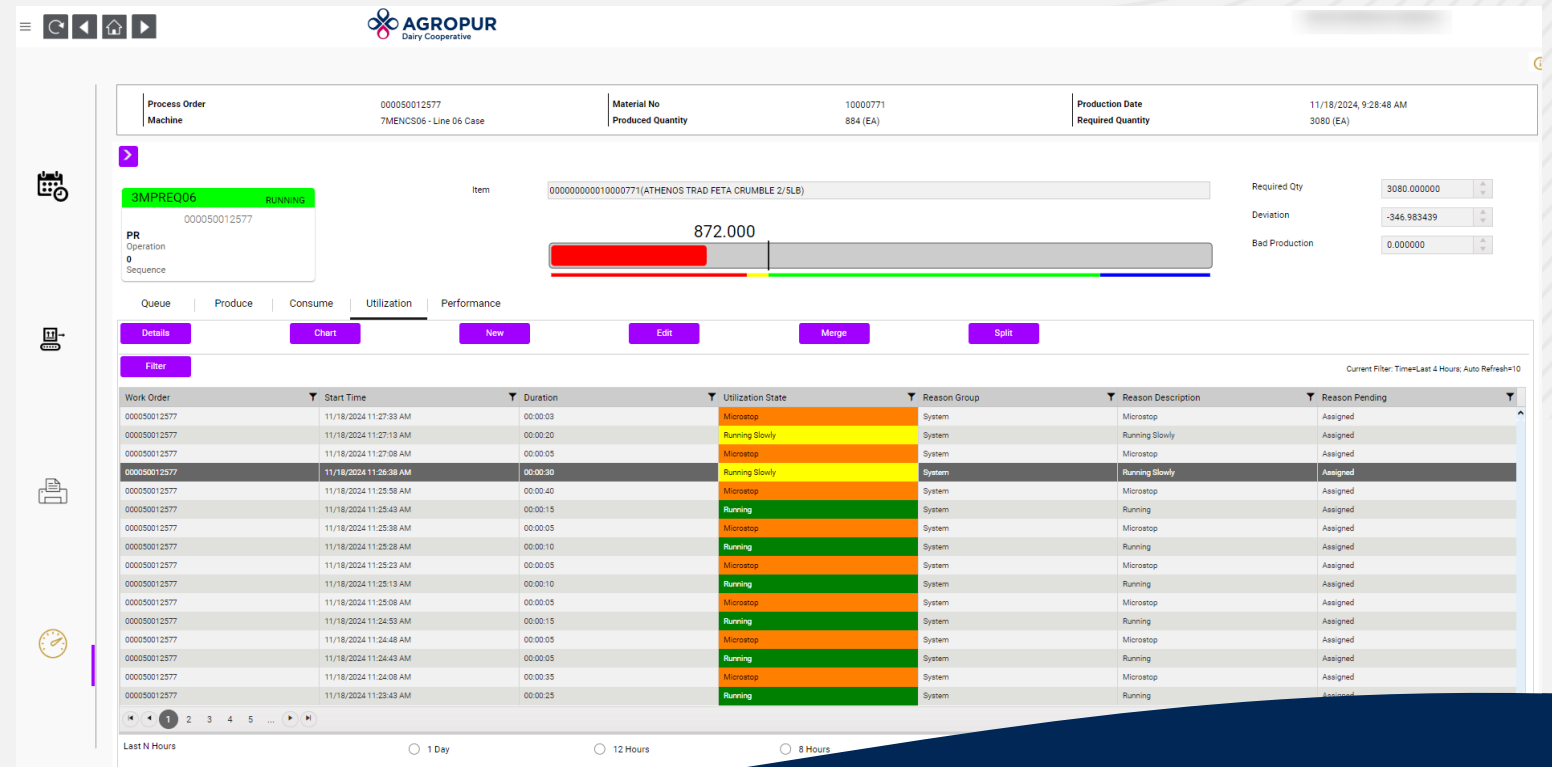 AGROPUR
Dairy Cooperative
Process Order 000050012577 Material No 10000771 Production Date 11/18/2024, 9:28:48 AM
Machine 7MENCS06 - Line 06 Case Produced Quantity 884 (EA) Required Quantity 3080 (EA)
3MPREQ06 RUNNING
000050012577
PR
Operation
0
Sequence
Item 000000000010000771(ATHENOS TRAD FETA CRUMBLE 2/5LB)
872.000
Required Qty 3080.000000
Deviation -346.983439
Bad Production 0.000000
Queue Produce Consume Utilization Performance
Details Chart New Edit Merge Split
Filter Current Filter: Time=Last 4 Hours; Auto Refresh=10
Work Order Start Time Duration Utilization State Reason Group Reason Description Reason Pending
000050012577 11/18/2024 11:27:33 AM 00:00:03 Microstop System Microstop Assigned
000050012577 11/18/2024 11:27:13 AM 00:00:20 Running Slowly System Running Slowly Assigned
000050012577 11/18/2024 11:27:08 AM 00:00:05 Microstop System Microstop Assigned
000050012577 11/18/2024 11:26:38 AM 00:00:30 Running Slowly System Running Slowly Assigned
000050012577 11/18/2024 11:25:58 AM 00:00:40 Microstop System Microstop Assigned
000050012577 11/18/2024 11:25:43 AM 00:00:15 Running System Running Assigned
000050012577 11/18/2024 11:25:38 AM 00:00:05 Microstop System Microstop Assigned
000050012577 11/18/2024 11:25:28 AM 00:00:10 Running System Running Assigned
000050012577 11/18/2024 11:25:23 AM 00:00:05 Microstop System Microstop Assigned
000050012577 11/18/2024 11:25:13 AM 00:00:10 Running System Running Assigned
000050012577 11/18/2024 11:25:08 AM 00:00:05 Microstop System Microstop Assigned
000050012577 11/18/2024 11:24:53 AM 00:00:15 Running System Running Assigned
000050012577 11/18/2024 11:24:48 AM 00:00:05 Microstop System Microstop Assigned
000050012577 11/18/2024 11:24:43 AM 00:00:05 Running System Running Assigned
000050012577 11/18/2024 11:24:08 AM 00:00:35 Microstop System Microstop Assigned
000050012577 11/18/2024 11:23:43 AM 00:00:25 Running System Running Assigned
1 2 3 4 5 ...
Last N Hours 1 Day 12 Hours 8 Hours